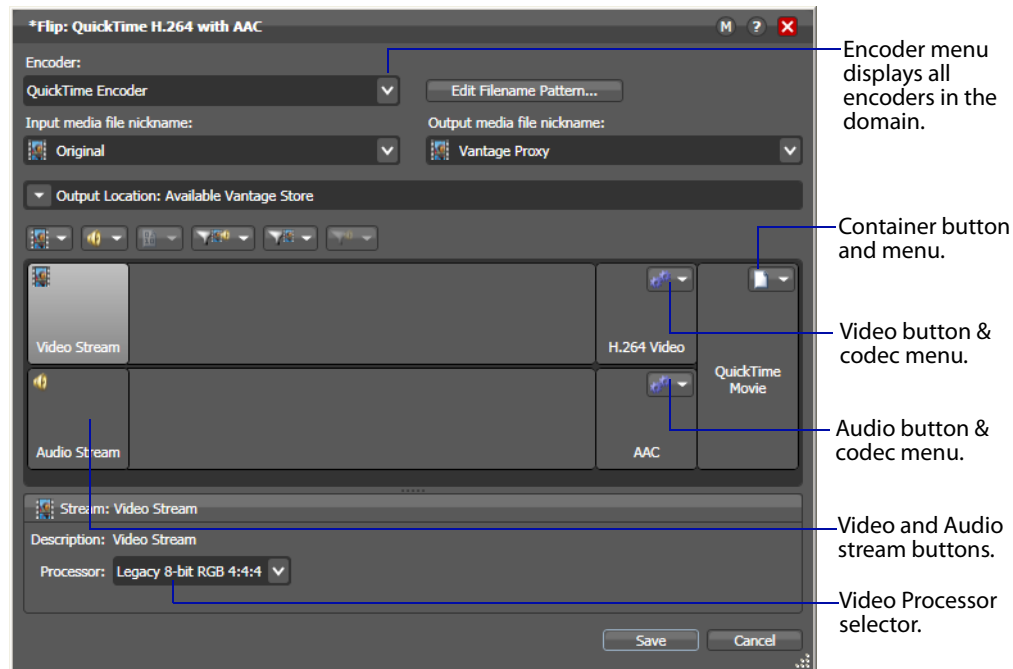 *Flip: QuickTime H.264 with AAC
M ?
Encoder:
QuickTime Encoder
Edit Filename Pattern...
Input media file nickname:
Output media file nickname:
Original
Vantage Proxy
Output Location: Available Vantage Store
Video Stream
H.264 Video
QuickTime
Movie
Audio Stream
AAC
Stream: Video Stream
Description: Video Stream
Processor: Legacy 8-bit RGB 4:4:4
Save
Cancel
Encoder menu
displays all
encoders in the
domain.
Container button
and menu.
Video button &
codec menu.
Audio button &
codec menu.
Video and Audio
stream buttons.
Video Processor
selector.